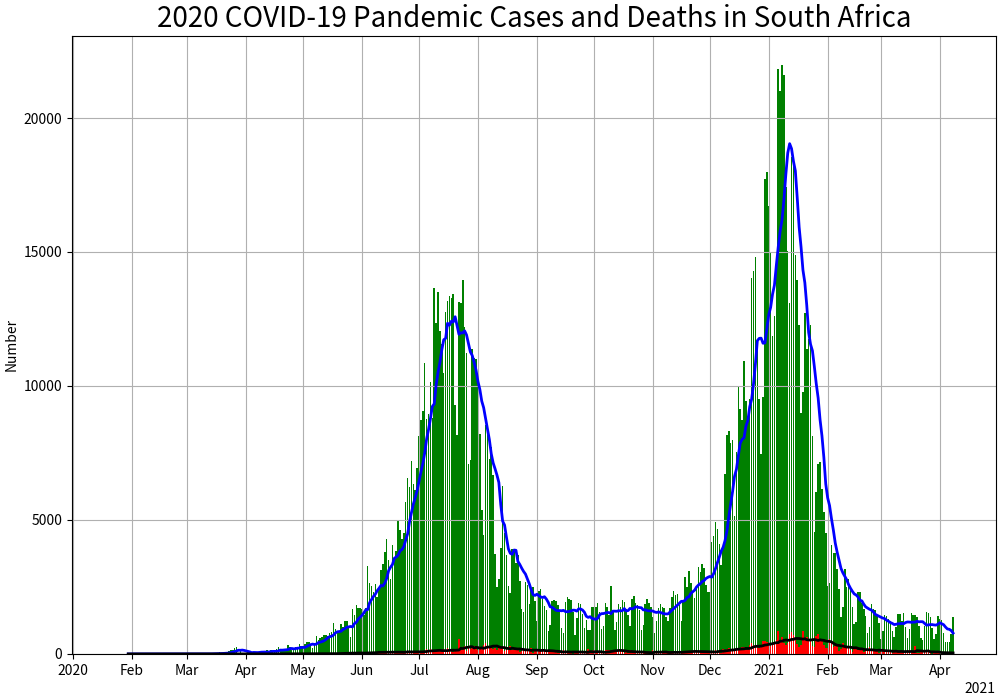 2020 COVID-19 Pandemic Cases and Deaths in South Africa
Number
20000
15000
10000
5000
0
2020 Feb Mar Apr May Jun Jul Aug Sep Oct Nov Dec 2021 Feb Mar Apr
2021